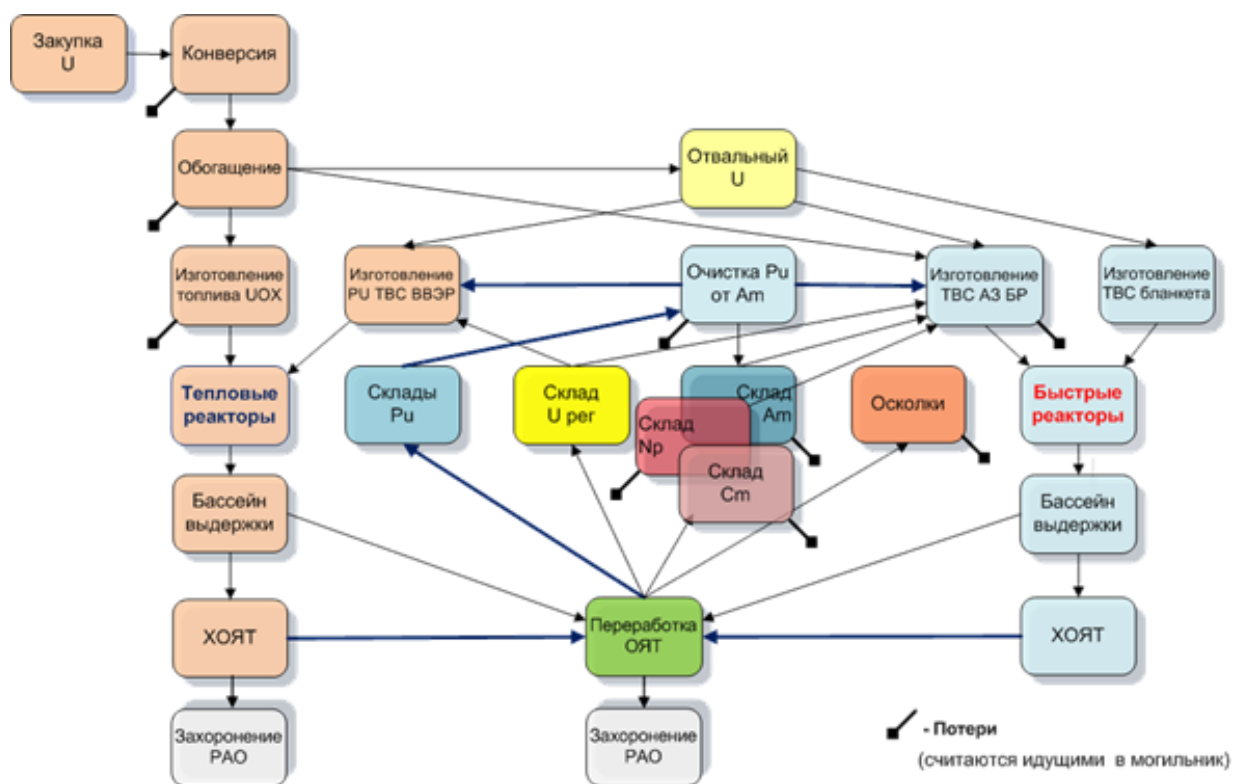 Закупка
U
Конверсия
Обогащение
Отвальный
U
Изготовление
топлива UOX
Изготовление
PU ТВС ВВЭР
Очистка Pu
от Am
Изготовление
ТВС АЗ БР
Изготовление
ТВС бланкета
Тепловые
реакторы
Склады
Pu
Склад
U рег
Склад
Am
Склад
Np
Склад
Cm
Осколки
Быстрые
реакторы
Бассейн
выдержки
Бассейн
выдержки
ХОЯТ
Переработка
ОЯТ
ХОЯТ
Захоронение
РАО
Захоронение
РАО
- Потери
(считаются идущими в могильник)